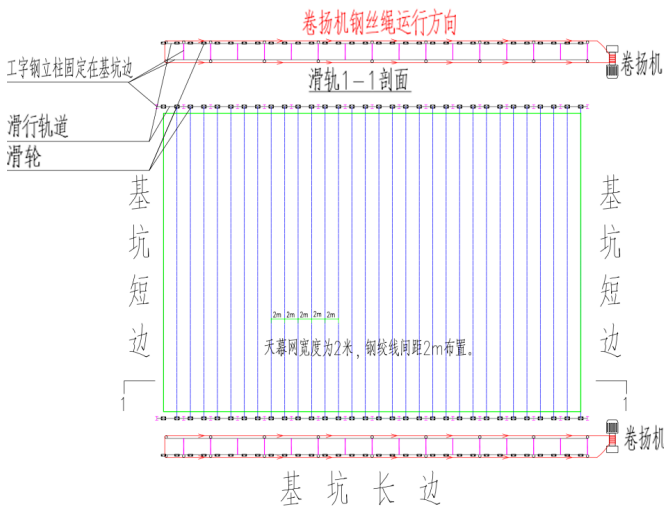 卷扬机钢丝绳运行方向
工字钢立柱固定在基坑边
卷扬机
滑轨1-1剖面
滑行轨道
滑轮
基坑短边
基坑短边
2m 2m 2m 2m 2m
天幕网宽度为2米，钢绞线间距2m布置。
1
1
卷扬机
基坑长边